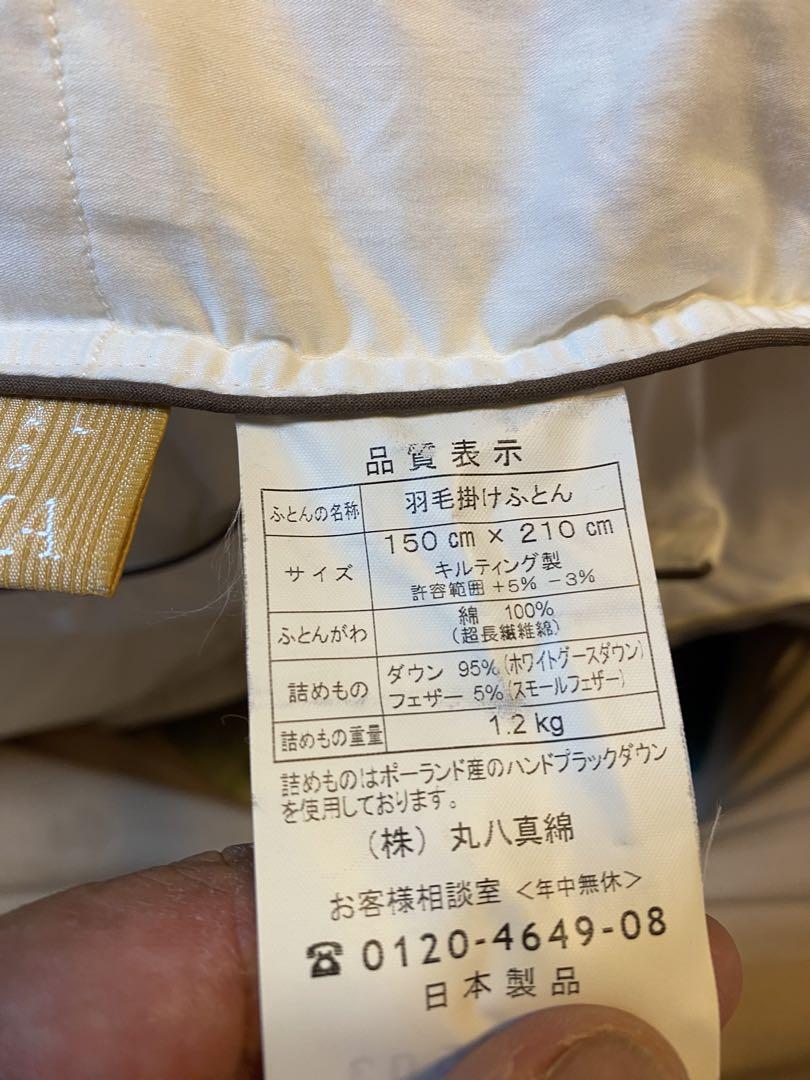 品質表示
ふとんの名称 羽毛掛けふとん
サイズ 150㎝×210㎝
キルティング製
許容範囲 +5% -3%
ふとんがわ 綿 100%
(超長繊維綿)
詰めもの ダウン 95%(ホワイトグースダウン)
フェザー 5%(スモールフェザー)
詰めもの重量 1.2kg
詰めものはポーランド産のハンドプラックダウン
を使用しております。
(株)丸八真綿
お客様相談室 <年中無休>
☎0120-4649-08
日本製品